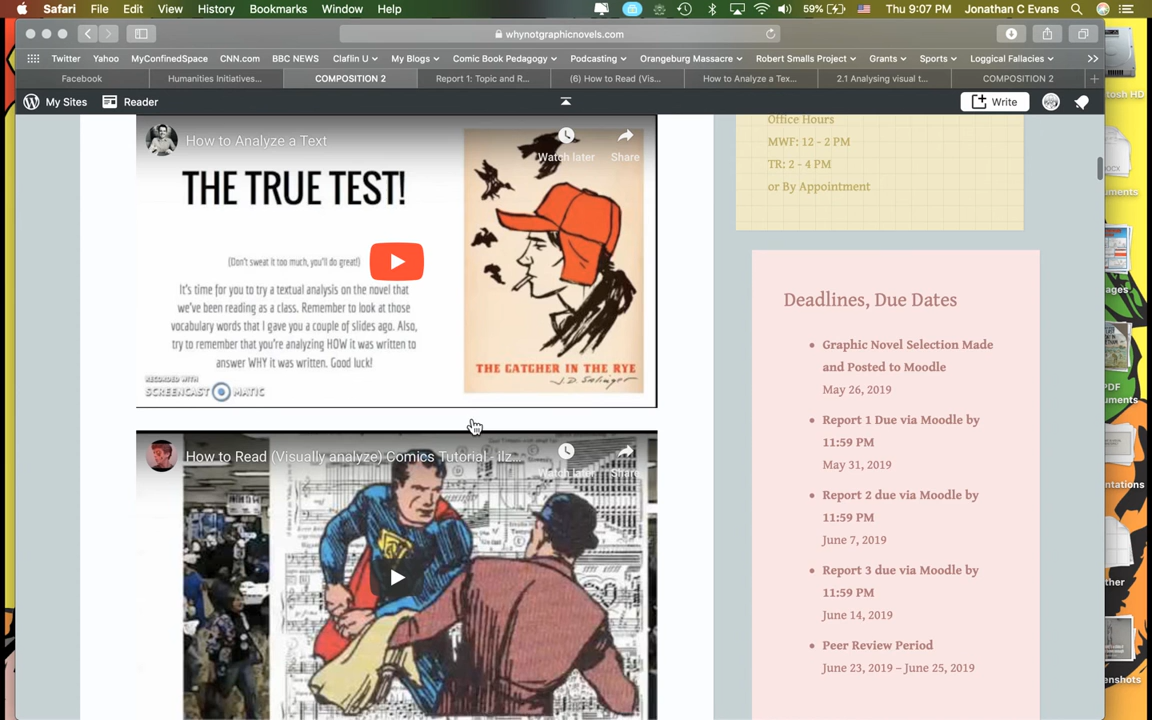 Safari File Edit View History Bookmarks Window Help 59% Thu 9:07 PM Jonathan C Evans
whynotgraphicnovels.com
Twitter Yahoo MyConfinedSpace CNN.com BBC NEWS Claflin U My Blogs Comic Book Pedagogy Podcasting Orangeburg Massacre Robert Smalls Project Grants Sports Loggical Fallacies
Facebook Humanities Initiatives... COMPOSITION 2 Report 1: Topic and R... (6) How to Read (Vis... How to Analyze a Tex... 2.1 Analysing visual t... COMPOSITION 2
My Sites Reader Write
How to Analyze a Text
Watch later Share
THE TRUE TEST!
(Don't sweat it too much, you'll do great!)
It's time for you to try a textual analysis on the novel that
we've been reading as a class. Remember to look at those
vocabulary words that I gave you a couple of slides ago. Also,
try to remember that you're analyzing HOW it was written to
answer WHY it was written. Good luck!
THE CATCHER IN THE RYE
J.D. Salinger
RECORDED WITH
SCREENCAST MATIC
How to Read (Visually analyze) Comics Tutorial - ilz...
Watch later Share
Office Hours
MWF: 12 - 2 PM
TR: 2 - 4 PM
or By Appointment
Deadlines, Due Dates
Graphic Novel Selection Made
and Posted to Moodle
May 26, 2019
Report 1 Due via Moodle by
11:59 PM
May 31, 2019
Report 2 due via Moodle by
11:59 PM
June 7, 2019
Report 3 due via Moodle by
11:59 PM
June 14, 2019
Peer Review Period
June 23, 2019 – June 25, 2019